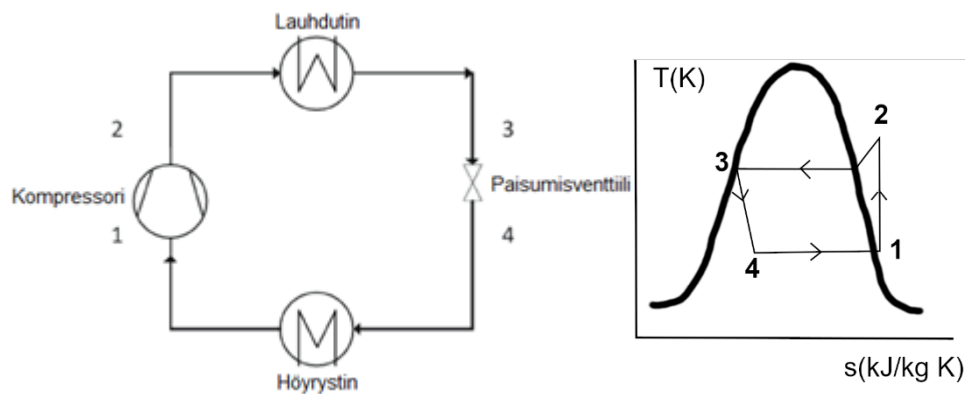 Lauhdutin
2
3
Kompressori
Paisumisventtiili
1
4
Höyrystin
T(K)
2
3
4
1
s(kJ/kg K)